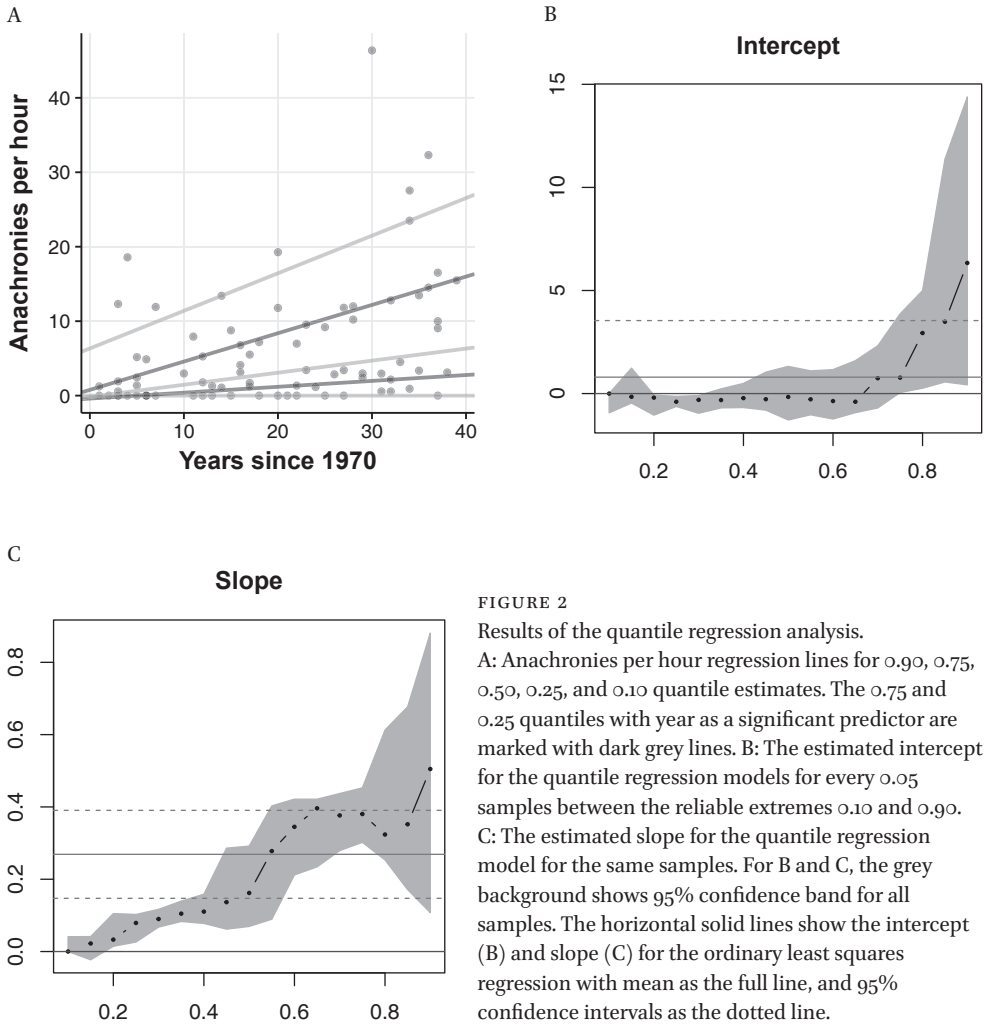 A
Anachronies per hour
40
30
20
10
0
0 10 20 30 40
Years since 1970
B
Intercept
15
10
5
0
0.2 0.4 0.6 0.8
C
Slope
0.8
0.6
0.4
0.2
0.0
0.2 0.4 0.6 0.8
FIGURE 2
Results of the quantile regression analysis.
A: Anachronies per hour regression lines for 0.90, 0.75,
0.50, 0.25, and 0.10 quantile estimates. The 0.75 and
0.25 quantiles with year as a significant predictor are
marked with dark grey lines. B: The estimated intercept
for the quantile regression models for every 0.05
samples between the reliable extremes 0.10 and 0.90.
C: The estimated slope for the quantile regression
model for the same samples. For B and C, the grey
background shows 95% confidence band for all
samples. The horizontal solid lines show the intercept
(B) and slope (C) for the ordinary least squares
regression with mean as the full line, and 95%
confidence intervals as the dotted line.